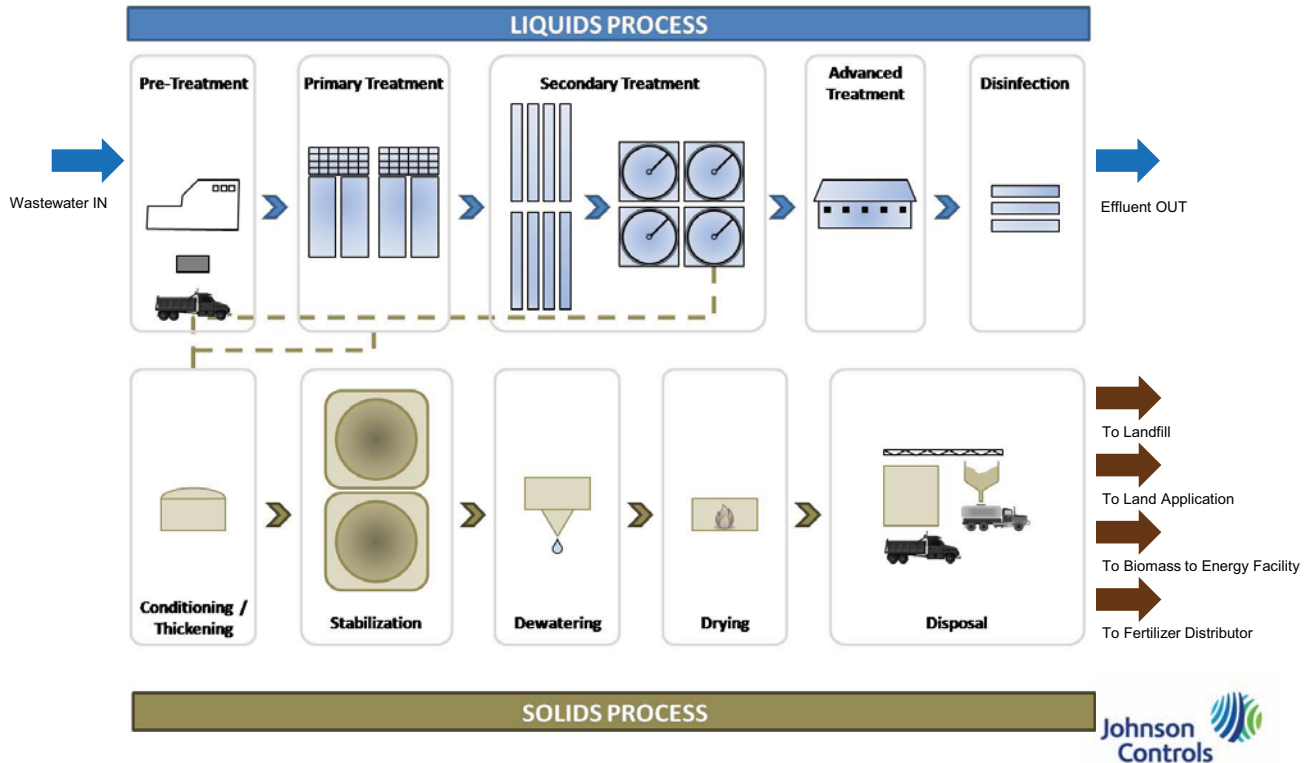 LIQUIDS PROCESS
Pre-Treatment
Primary Treatment
Secondary Treatment
Advanced
Treatment
Disinfection
Wastewater IN
Effluent OUT
Conditioning /
Thickening
Stabilization
Dewatering
Drying
Disposal
To Landfill
To Land Application
To Biomass to Energy Facility
To Fertilizer Distributor
SOLIDS PROCESS
Johnson
Controls